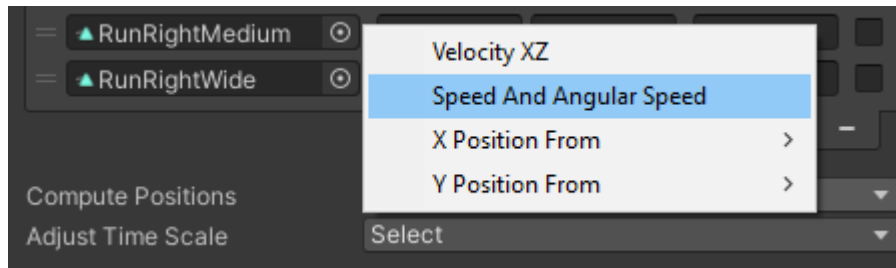 RunRightMedium
Velocity XZ
RunRightWide
Speed And Angular Speed
X Position From
Y Position From
Compute Positions
Adjust Time Scale
Select